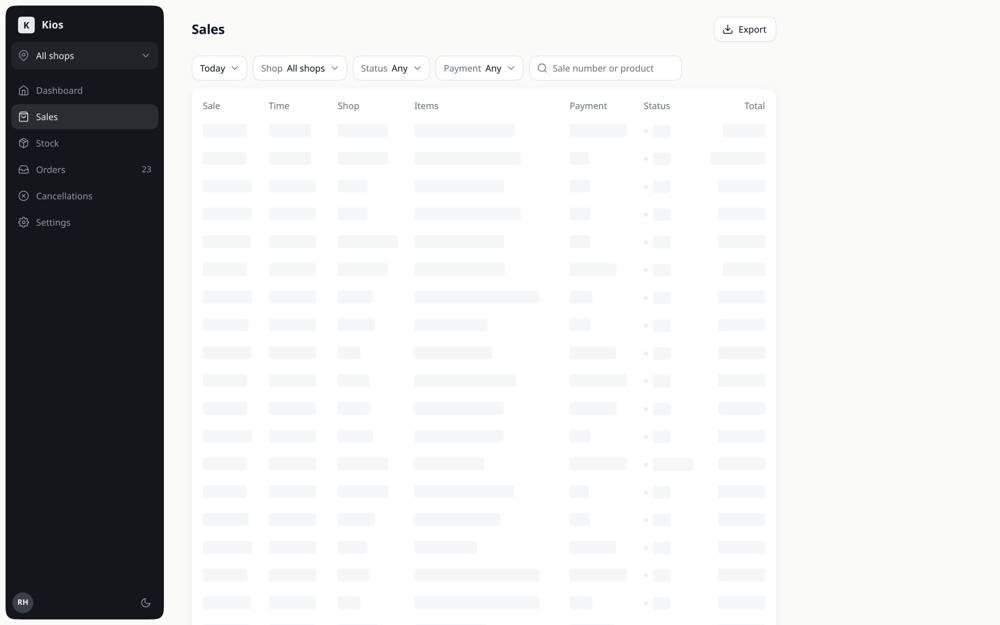 K Kios
All shops
Dashboard
Sales
Stock
Orders 23
Cancellations
Settings
RH
Sales
Export
Today
Shop All shops
Status Any
Payment Any
Sale number or product
Sale Time Shop Items Payment Status Total